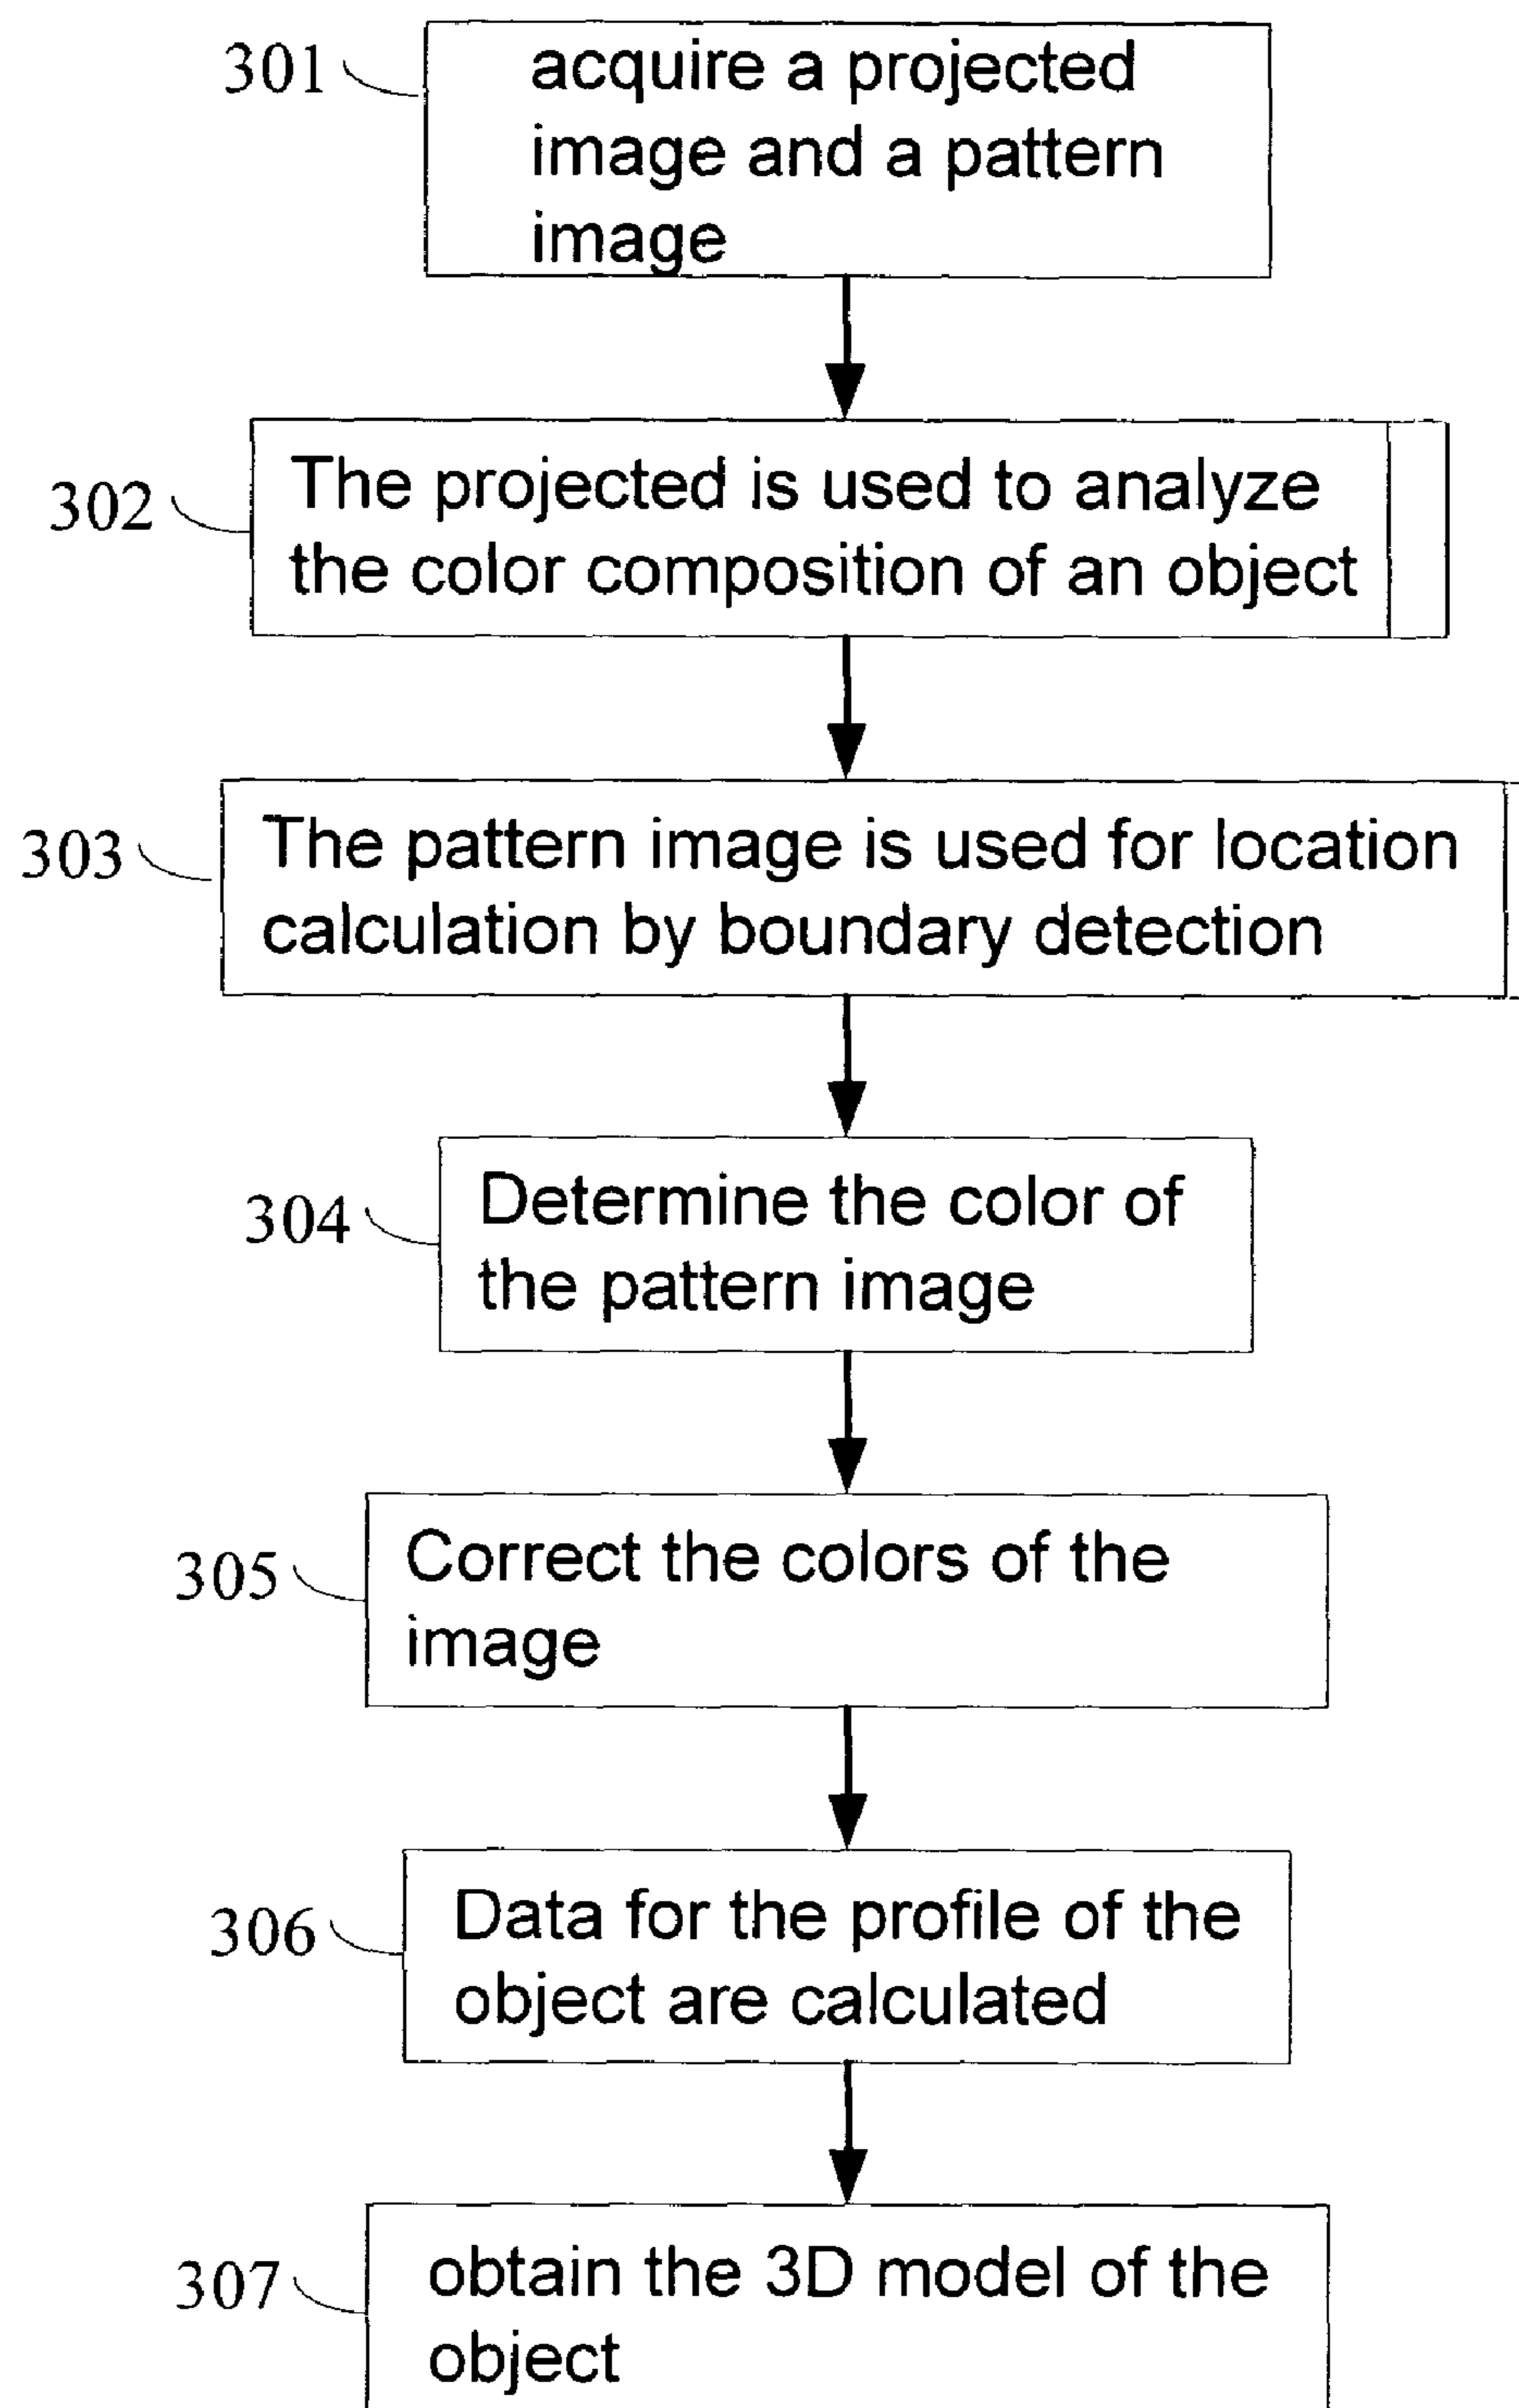 301
acquire a projected
image and a pattern
image
302
The projected is used to analyze
the color composition of an object
303
The pattern image is used for location
calculation by boundary detection
304
Determine the color of
the pattern image
305
Correct the colors of the
image
306
Data for the profile of the
object are calculated
307
obtain the 3D model of the
object